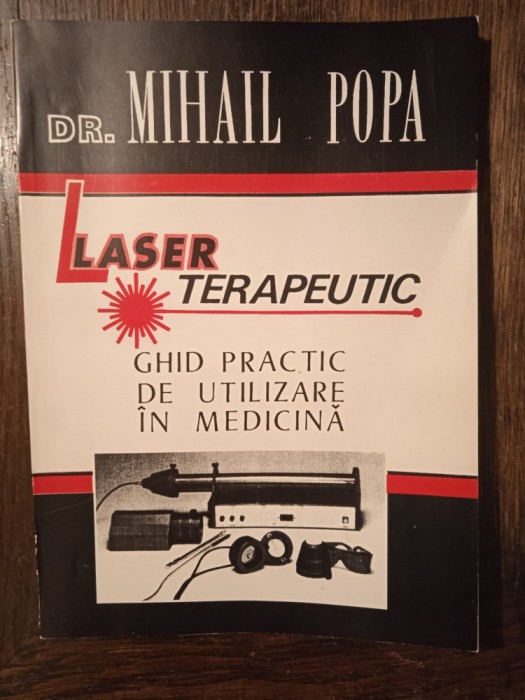 DR. MIHAIL POPA
LASER
TERAPEUTIC
GHID PRACTIC
DE UTILIZARE
ÎN MEDICINĂ